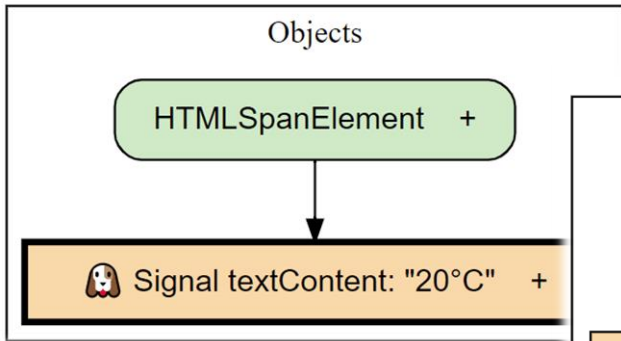 Objects
HTMLSpanElement +
🐶 Signal textContent: "20°C" +